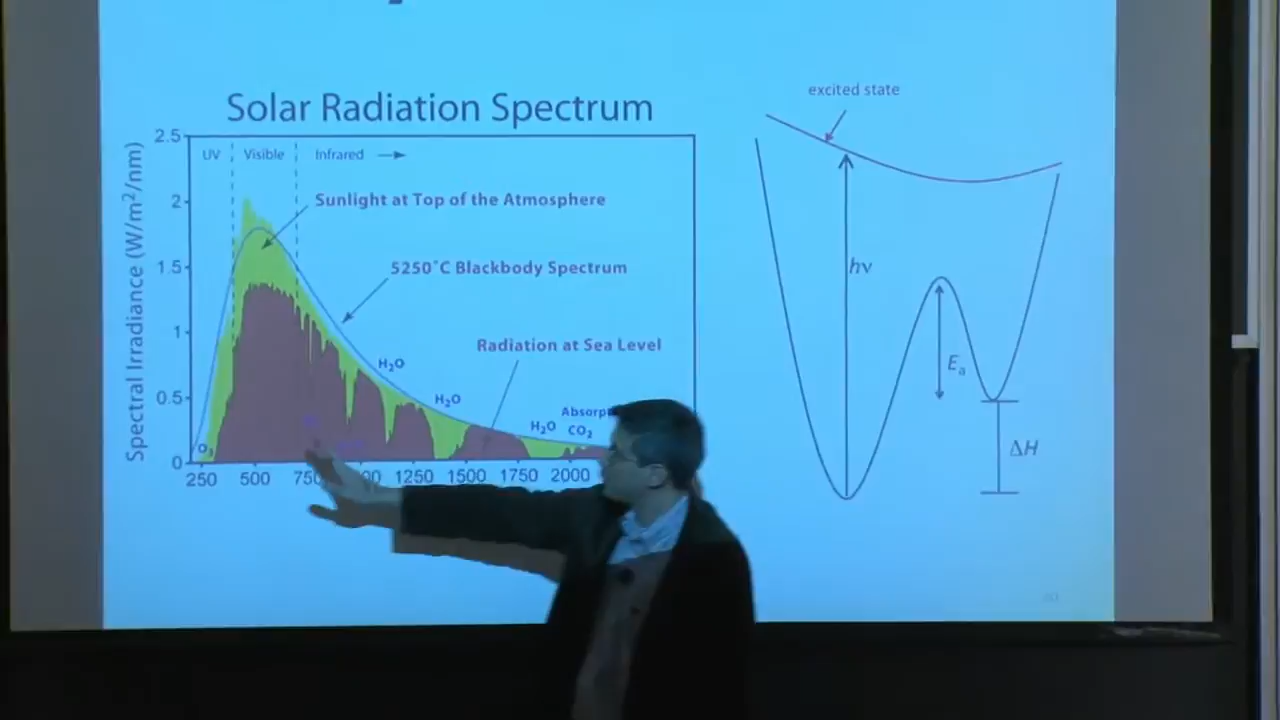 Solar Radiation Spectrum
Spectral Irradiance (W/m²/nm)
2.5
2
1.5
1
0.5
0
UV
Visible
Infrared
Sunlight at Top of the Atmosphere
5250°C Blackbody Spectrum
Radiation at Sea Level
H₂O
H₂O
H₂O
CO₂
O₃
250 500 1250 1500 1750 2000
excited state
hν
Eₐ
ΔH